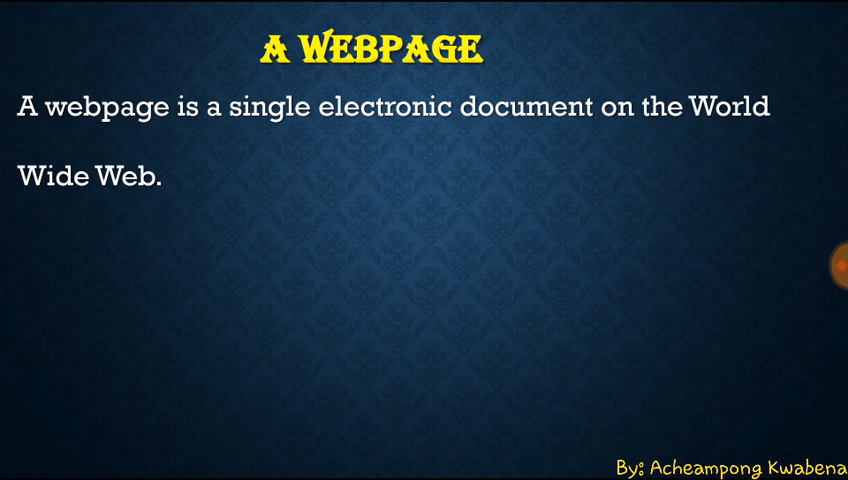 A WEBPAGE
A webpage is a single electronic document on the World
Wide Web.
By: Acheampong Kwabena